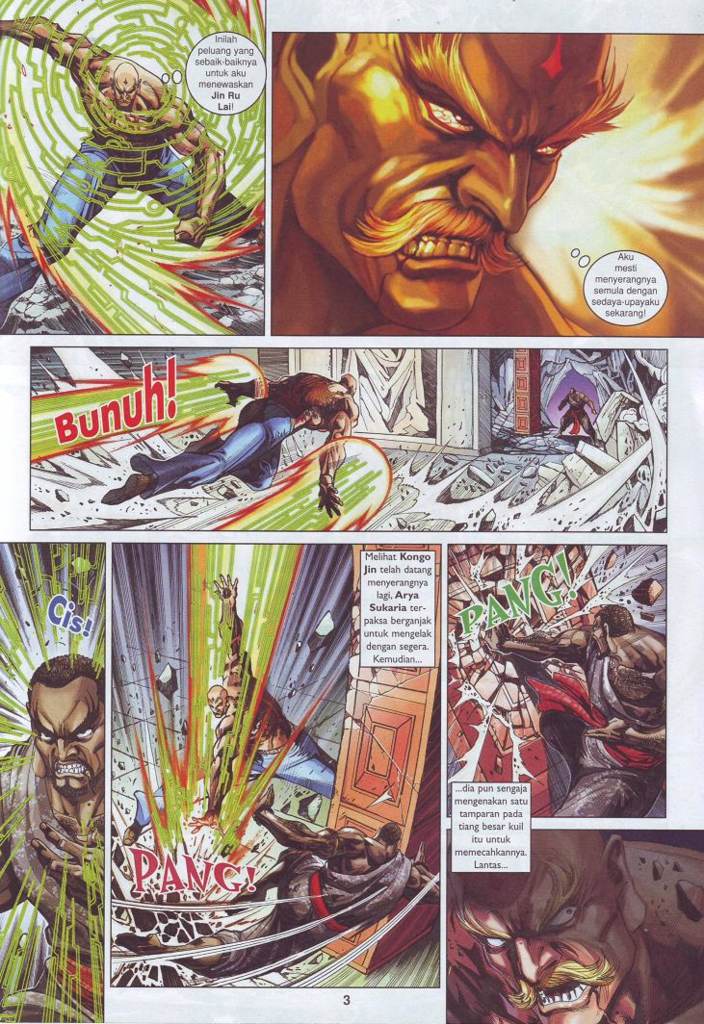 Inilah
peluang yang
sebaik-baiknya
untuk aku
menewaskan
Jin Ru
Lai!
Aku
mesti
menyerangnya
semula dengan
sedaya-upayaku
sekarang!
Bunuh!
Cis!
Melihat Kongo
Jin telah datang
menyerangnya
lagi, Arya
Sukaria ter-
paksa berganjak
untuk mengelak
dengan segera.
Kemudian...
PANG!
PANG!
...dia pun sengaja
mengenakan satu
tamparan pada
tiang besar kuil
itu untuk
memecahkannya.
Lantas...
3